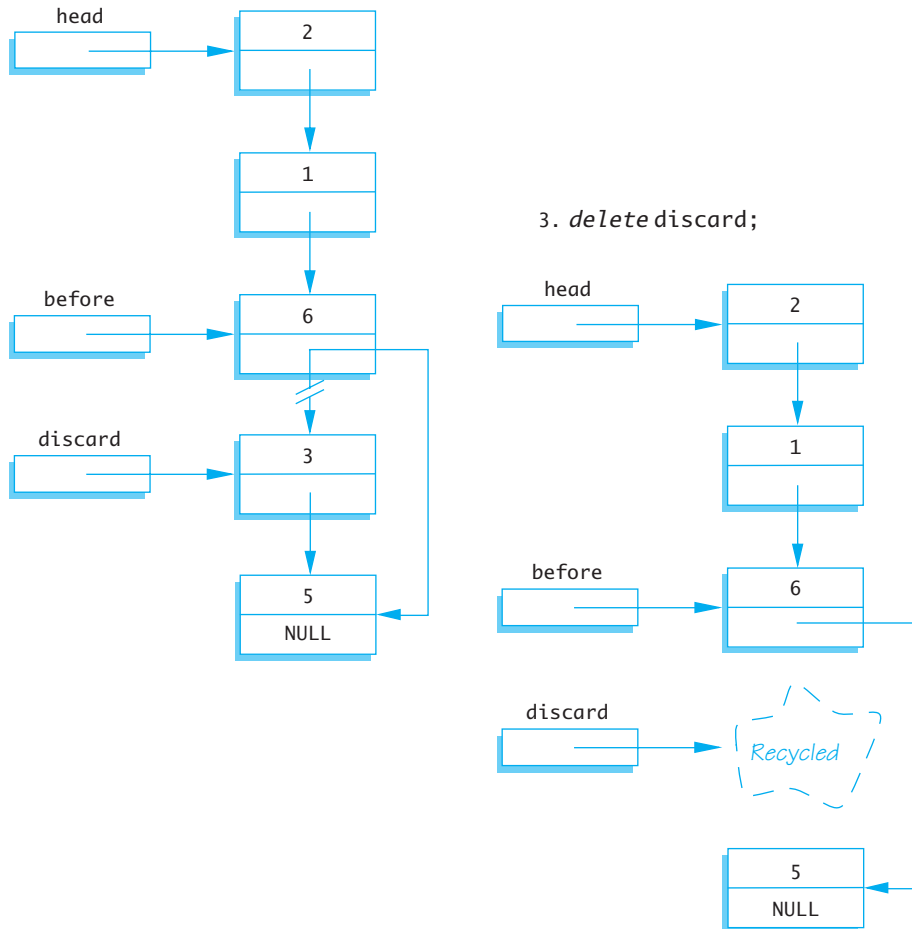 head
2
1
before
6
discard
3
5
NULL
3. delete discard;
head
2
1
before
6
discard
Recycled
5
NULL